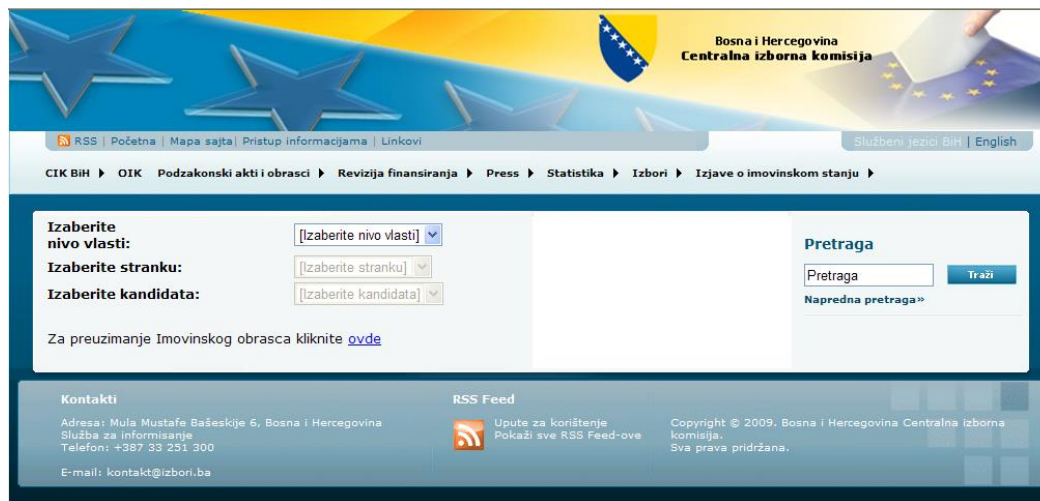 Bosna i Hercegovina
Centralna izborna komisija
RSS | Početna | Mapa sajta| Pristup informacijama | Linkovi
Službeni jezici BiH | English
CIK BiH OIK Podzakonski akti i obrasci Revizija finansiranja Press Statistika Izbori Izjave o imovinskom stanju
Izaberite
nivo vlasti:
[Izaberite nivo vlasti]
Izaberite stranku:
[Izaberite stranku]
Izaberite kandidata:
[Izaberite kandidata]
Za preuzimanje Imovinskog obrasca kliknite ovde
Pretraga
Pretraga
Traži
Napredna pretraga»
Kontakti
Adresa: Mula Mustafe Bašeskije 6, Bosna i Hercegovina
Služba za informisanje
Telefon: +387 33 251 300
E-mail: kontakt@izbori.ba
RSS Feed
Upute za korištenje
Pokaži sve RSS Feed-ove
Copyright © 2009. Bosna i Hercegovina Centralna izborna
komisija.
Sva prava pridržana.